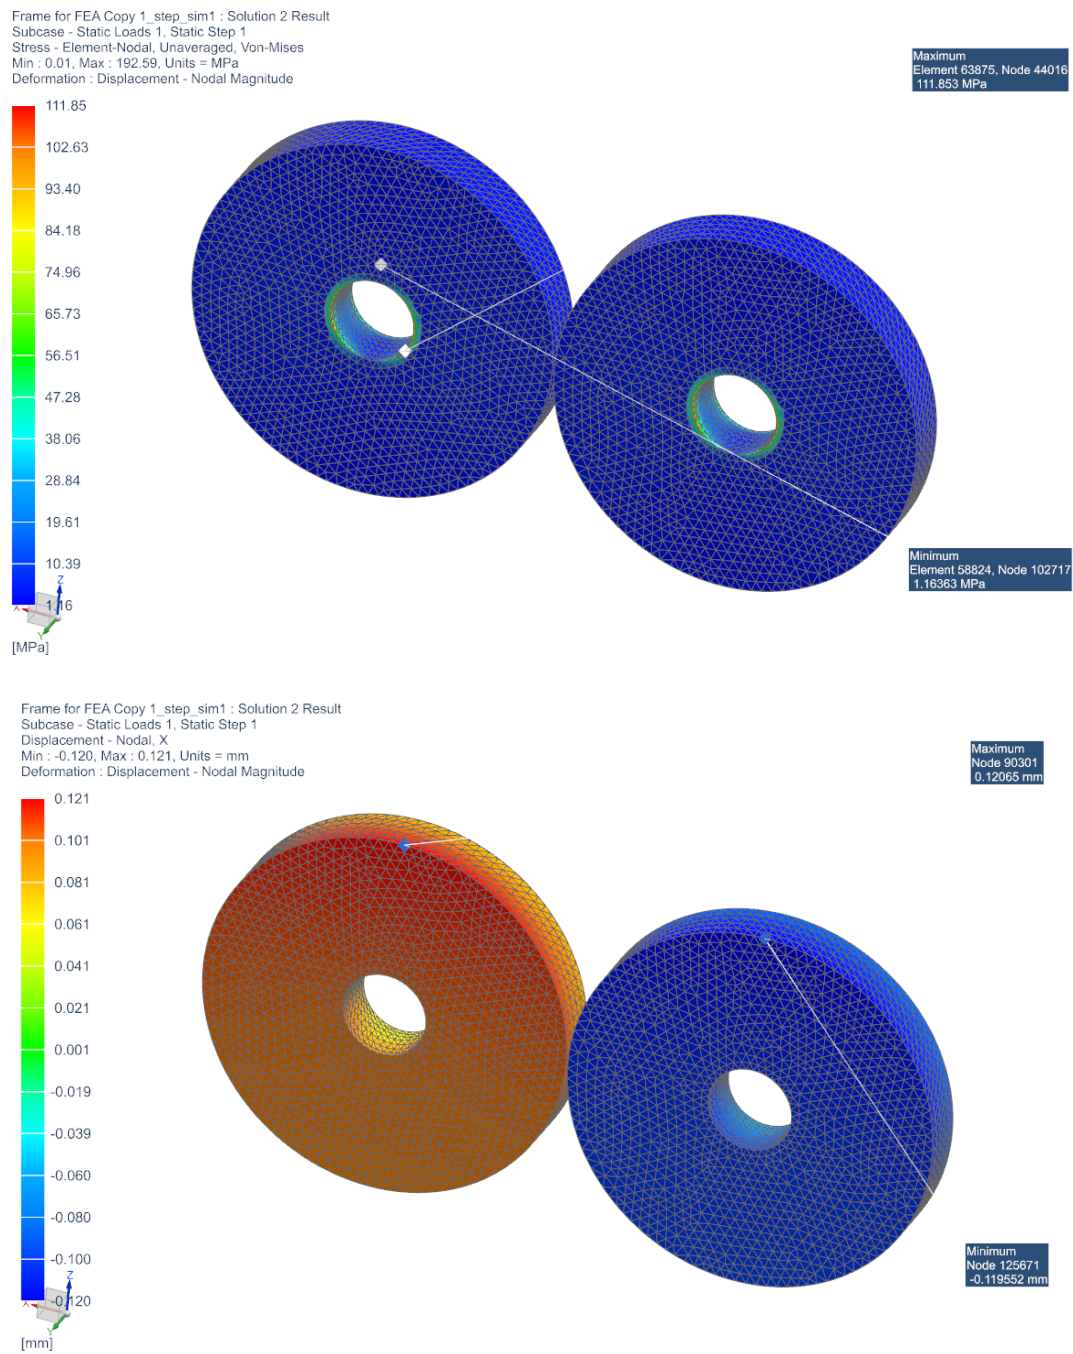 Frame for FEA Copy 1_step_sim1 : Solution 2 Result
Subcase - Static Loads 1, Static Step 1
Stress - Element-Nodal, Unaveraged, Von-Mises
Min : 0.01, Max : 192.59, Units = MPa
Deformation : Displacement - Nodal Magnitude
Maximum
Element 63875, Node 44016
111.853 MPa
111.85
102.63
93.40
84.18
74.96
65.73
56.51
47.28
38.06
28.84
19.61
10.39
1.16
Z
X
Y
[MPa]
Minimum
Element 58824, Node 102717
1.16363 MPa
Frame for FEA Copy 1_step_sim1 : Solution 2 Result
Subcase - Static Loads 1, Static Step 1
Displacement - Nodal, X
Min : -0.120, Max : 0.121, Units = mm
Deformation : Displacement - Nodal Magnitude
Maximum
Node 90301
0.12065 mm
0.121
0.101
0.081
0.061
0.041
0.021
0.001
-0.019
-0.039
-0.060
-0.080
-0.100
-0.120
Z
X
Y
[mm]
Minimum
Node 125671
-0.119552 mm